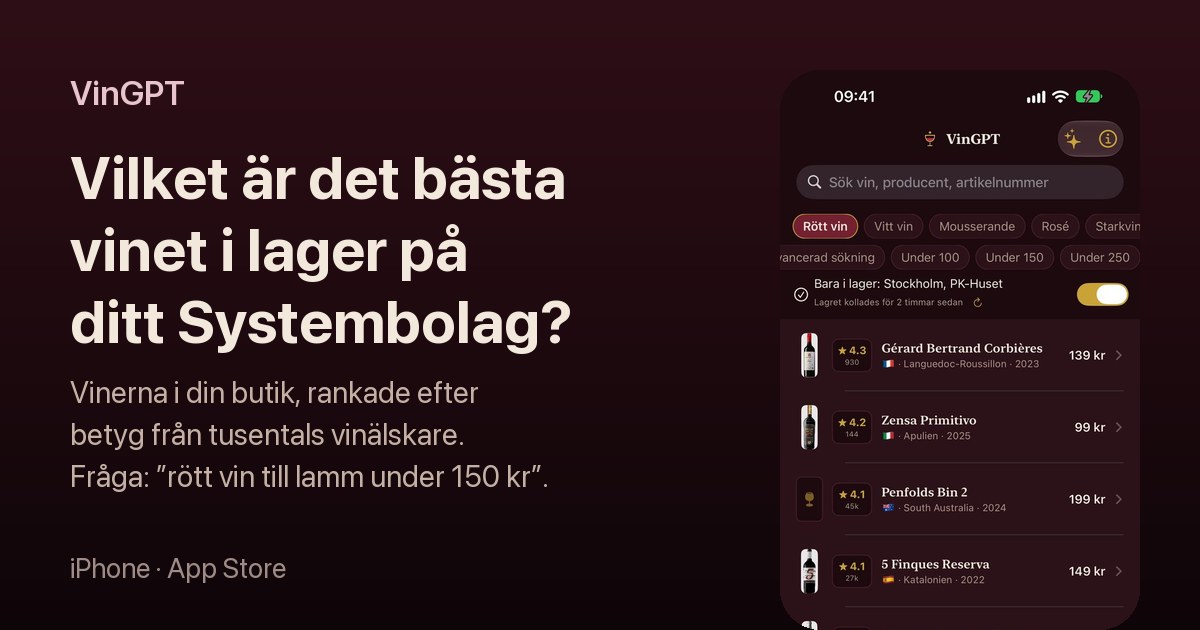 VinGPT
Vilket är det bästa
vinet i lager på
ditt Systembolag?
Vinerna i din butik, rankade efter
betyg från tusentals vinälskare.
Fråga: ”rött vin till lamm under 150 kr”.
iPhone · App Store
09:41
VinGPT
Sök vin, producent, artikelnummer
Rött vin Vitt vin Mousserande Rosé Starkvin
vancerad sökning Under 100 Under 150 Under 250
Bara i lager: Stockholm, PK-Huset
Lagret kollades för 2 timmar sedan
★ 4.3
930
Gérard Bertrand Corbières
· Languedoc-Roussillon · 2023
139 kr
★ 4.2
144
Zensa Primitivo
· Apulien · 2025
99 kr
★ 4.1
45k
Penfolds Bin 2
· South Australia · 2024
199 kr
★ 4.1
27k
5 Finques Reserva
· Katalonien · 2022
149 kr